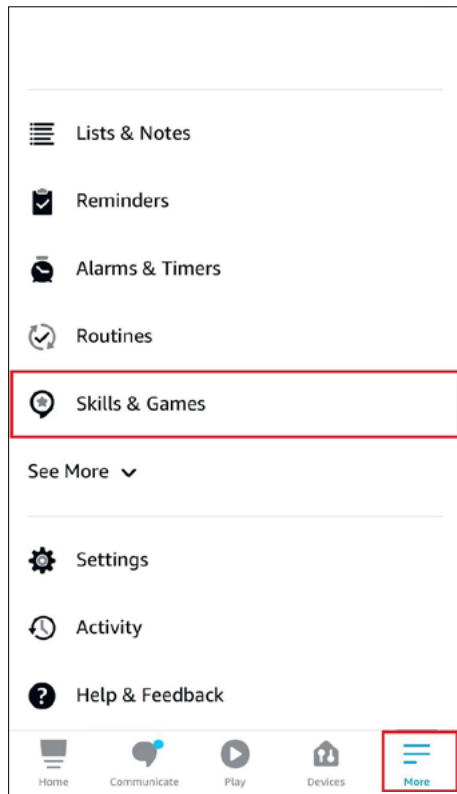 Lists & Notes
Reminders
Alarms & Timers
Routines
Skills & Games
See More
Settings
Activity
Help & Feedback
Home Communicate Play Devices More